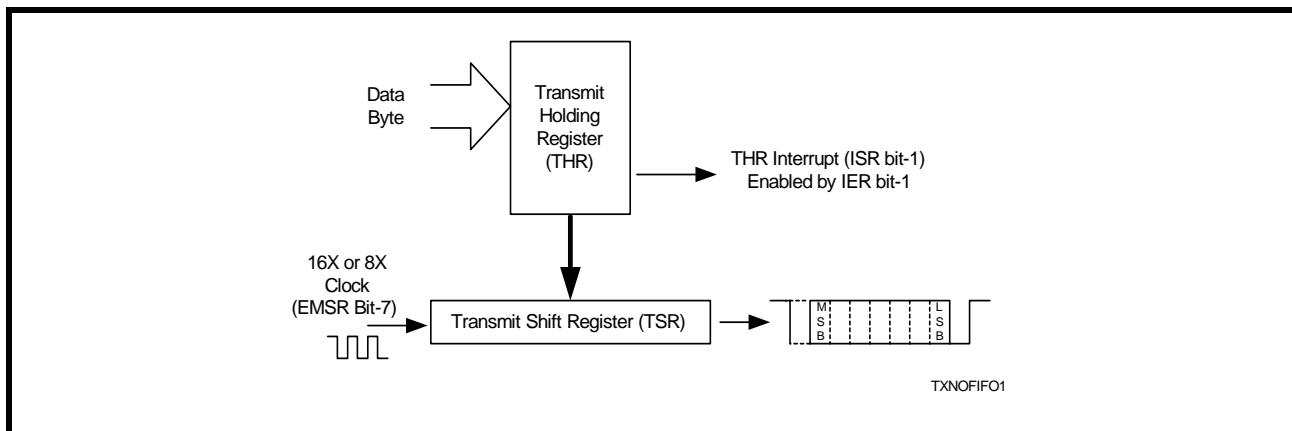 Data
Byte
Transmit
Holding
Register
(THR)
THR Interrupt (ISR bit-1)
Enabled by IER bit-1
16X or 8X
Clock
(EMSR Bit-7)
Transmit Shift Register (TSR)
M
S
B
L
S
B
TXNOFIFO1